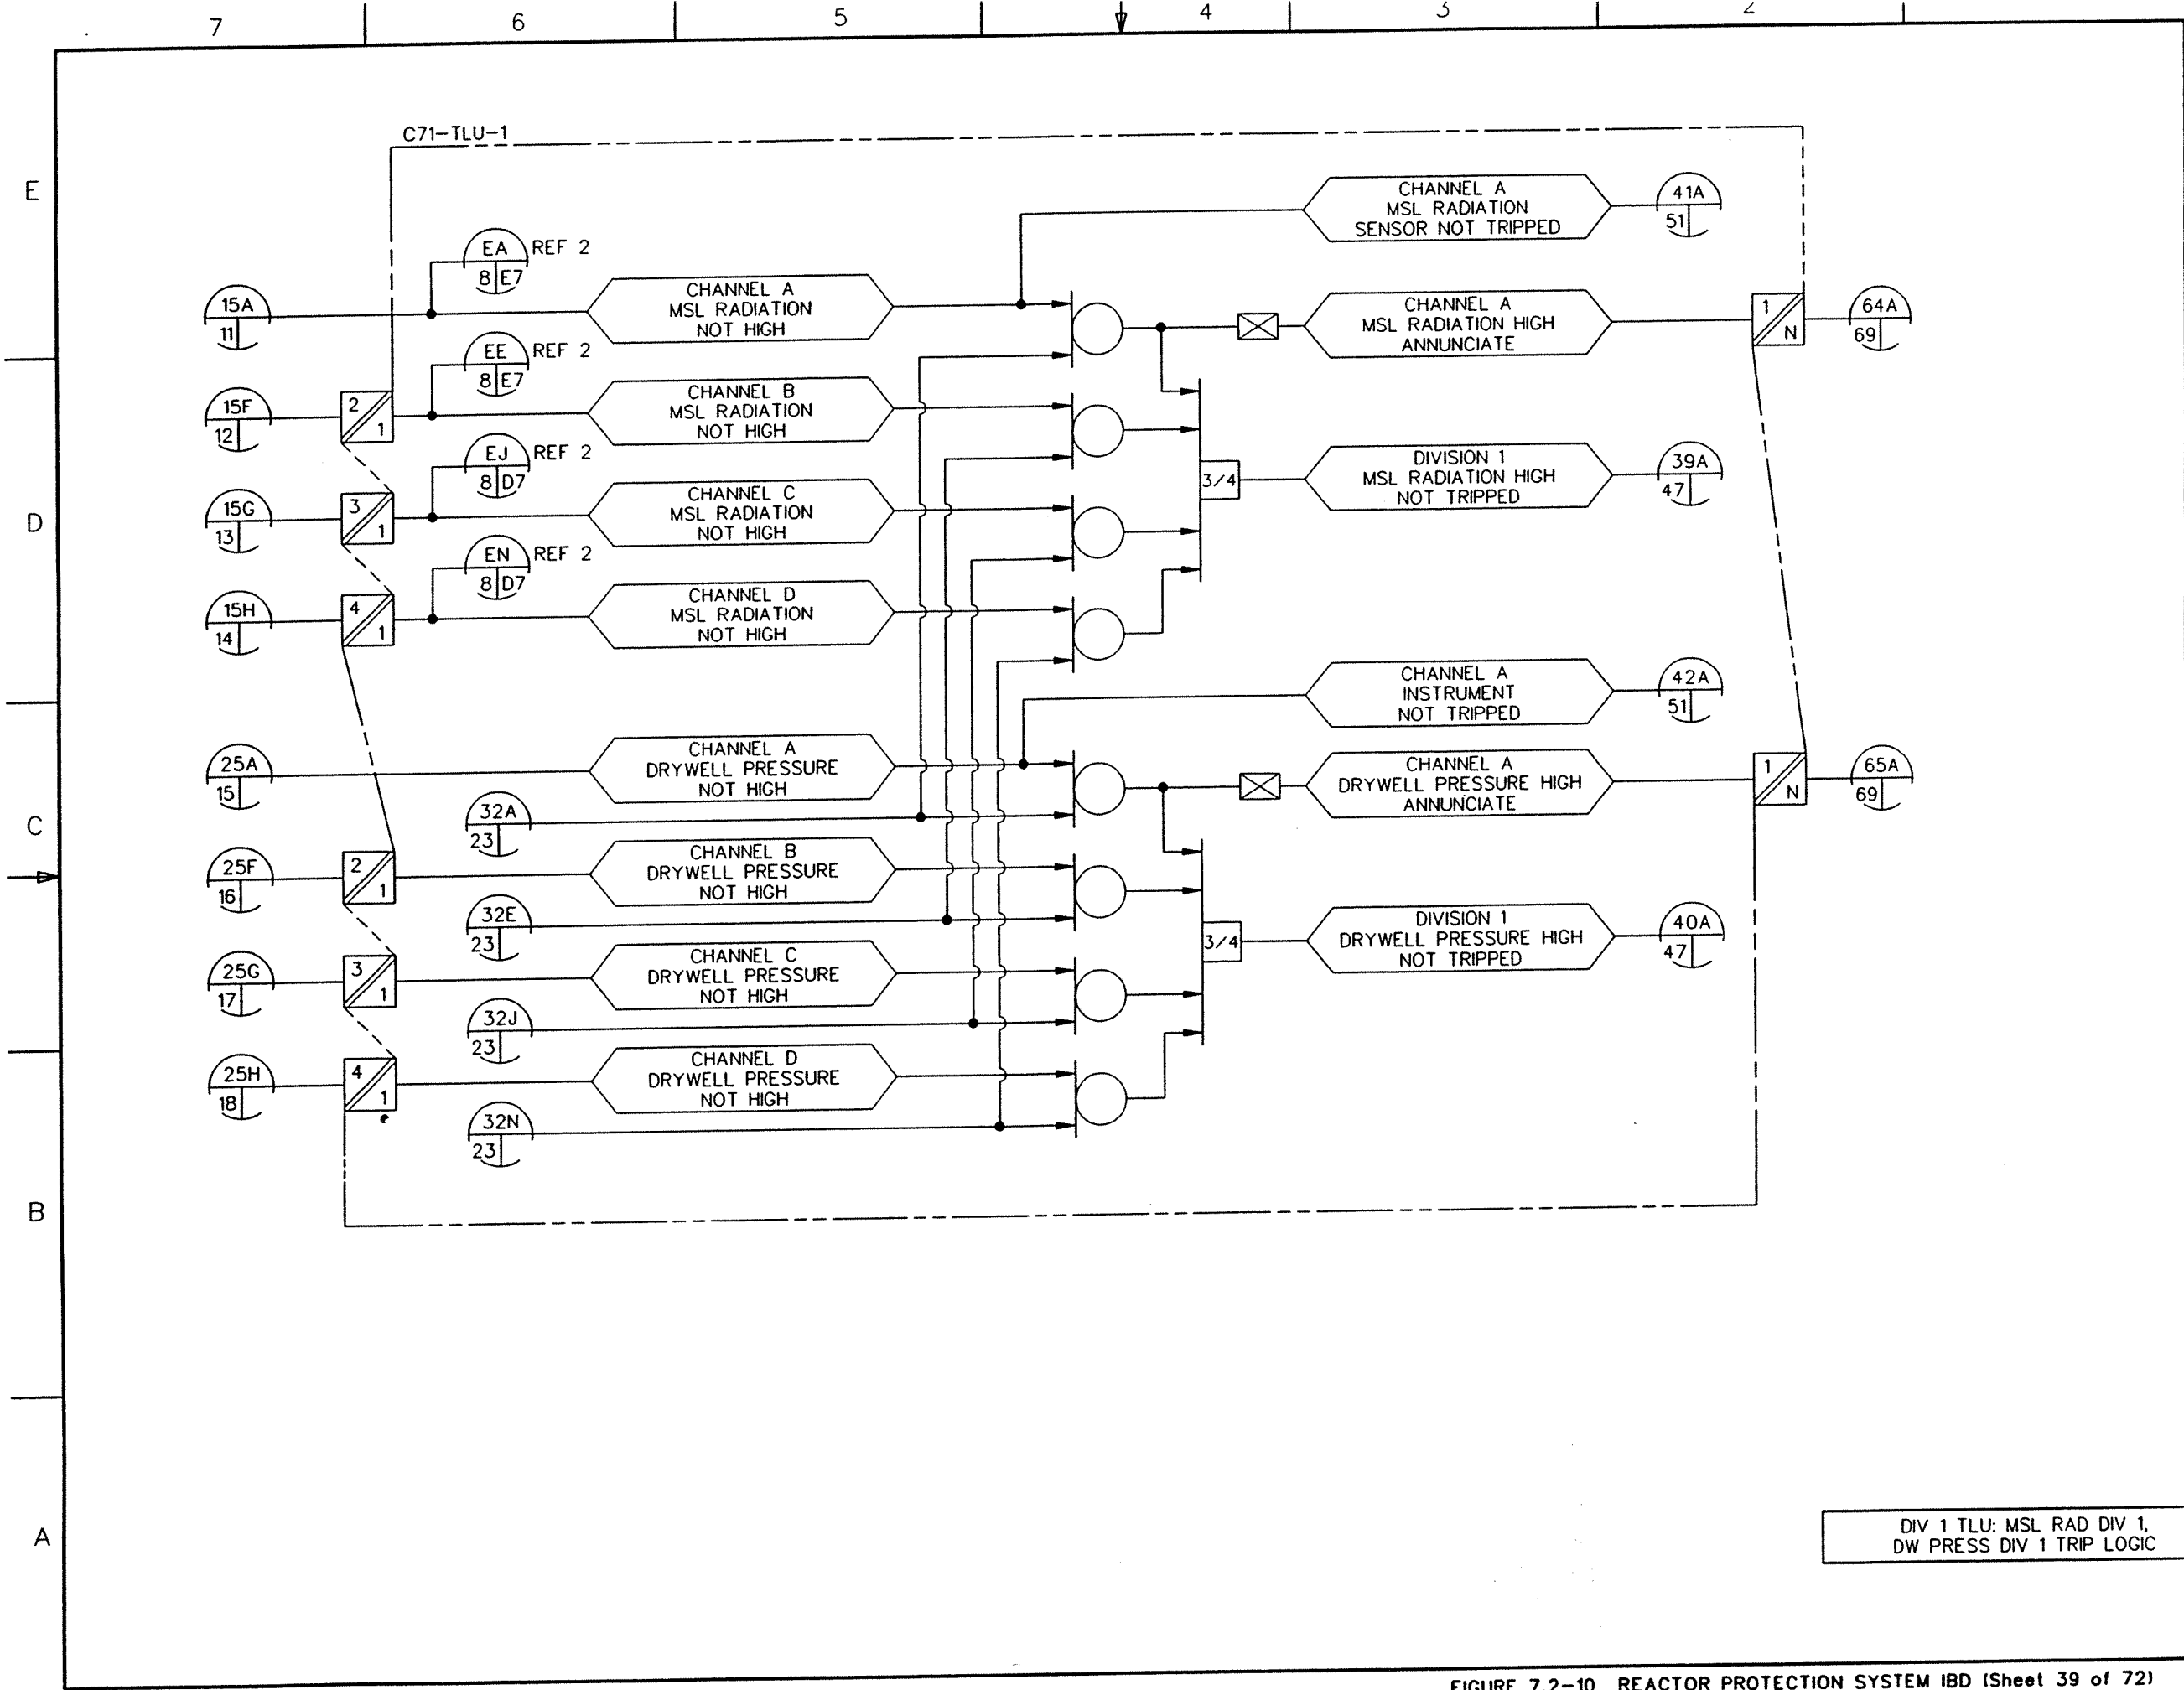 7 6 5 4 3 2
C71-TLU-1
E
CHANNEL A
MSL RADIATION
SENSOR NOT TRIPPED
41A
51
EA REF 2
8 E7
15A
11
CHANNEL A
MSL RADIATION
NOT HIGH
CHANNEL A
MSL RADIATION HIGH
ANNUNCIATE
1
N
64A
69
EE REF 2
8 E7
15F
12
2
1
CHANNEL B
MSL RADIATION
NOT HIGH
EJ REF 2
8 D7
D
15G
13
3
1
CHANNEL C
MSL RADIATION
NOT HIGH
3/4
DIVISION 1
MSL RADIATION HIGH
NOT TRIPPED
39A
47
EN REF 2
8 D7
15H
14
4
1
CHANNEL D
MSL RADIATION
NOT HIGH
CHANNEL A
INSTRUMENT
NOT TRIPPED
42A
51
25A
15
CHANNEL A
DRYWELL PRESSURE
NOT HIGH
CHANNEL A
DRYWELL PRESSURE HIGH
ANNUNCIATE
1
N
65A
69
C
32A
23
25F
16
2
1
CHANNEL B
DRYWELL PRESSURE
NOT HIGH
32E
23
3/4
DIVISION 1
DRYWELL PRESSURE HIGH
NOT TRIPPED
40A
47
25G
17
3
1
CHANNEL C
DRYWELL PRESSURE
NOT HIGH
32J
23
25H
18
4
1
CHANNEL D
DRYWELL PRESSURE
NOT HIGH
32N
23
B
A
DIV 1 TLU: MSL RAD DIV 1,
DW PRESS DIV 1 TRIP LOGIC
FIGURE 7.2-10 REACTOR PROTECTION SYSTEM IBD (Sheet 39 of 72)